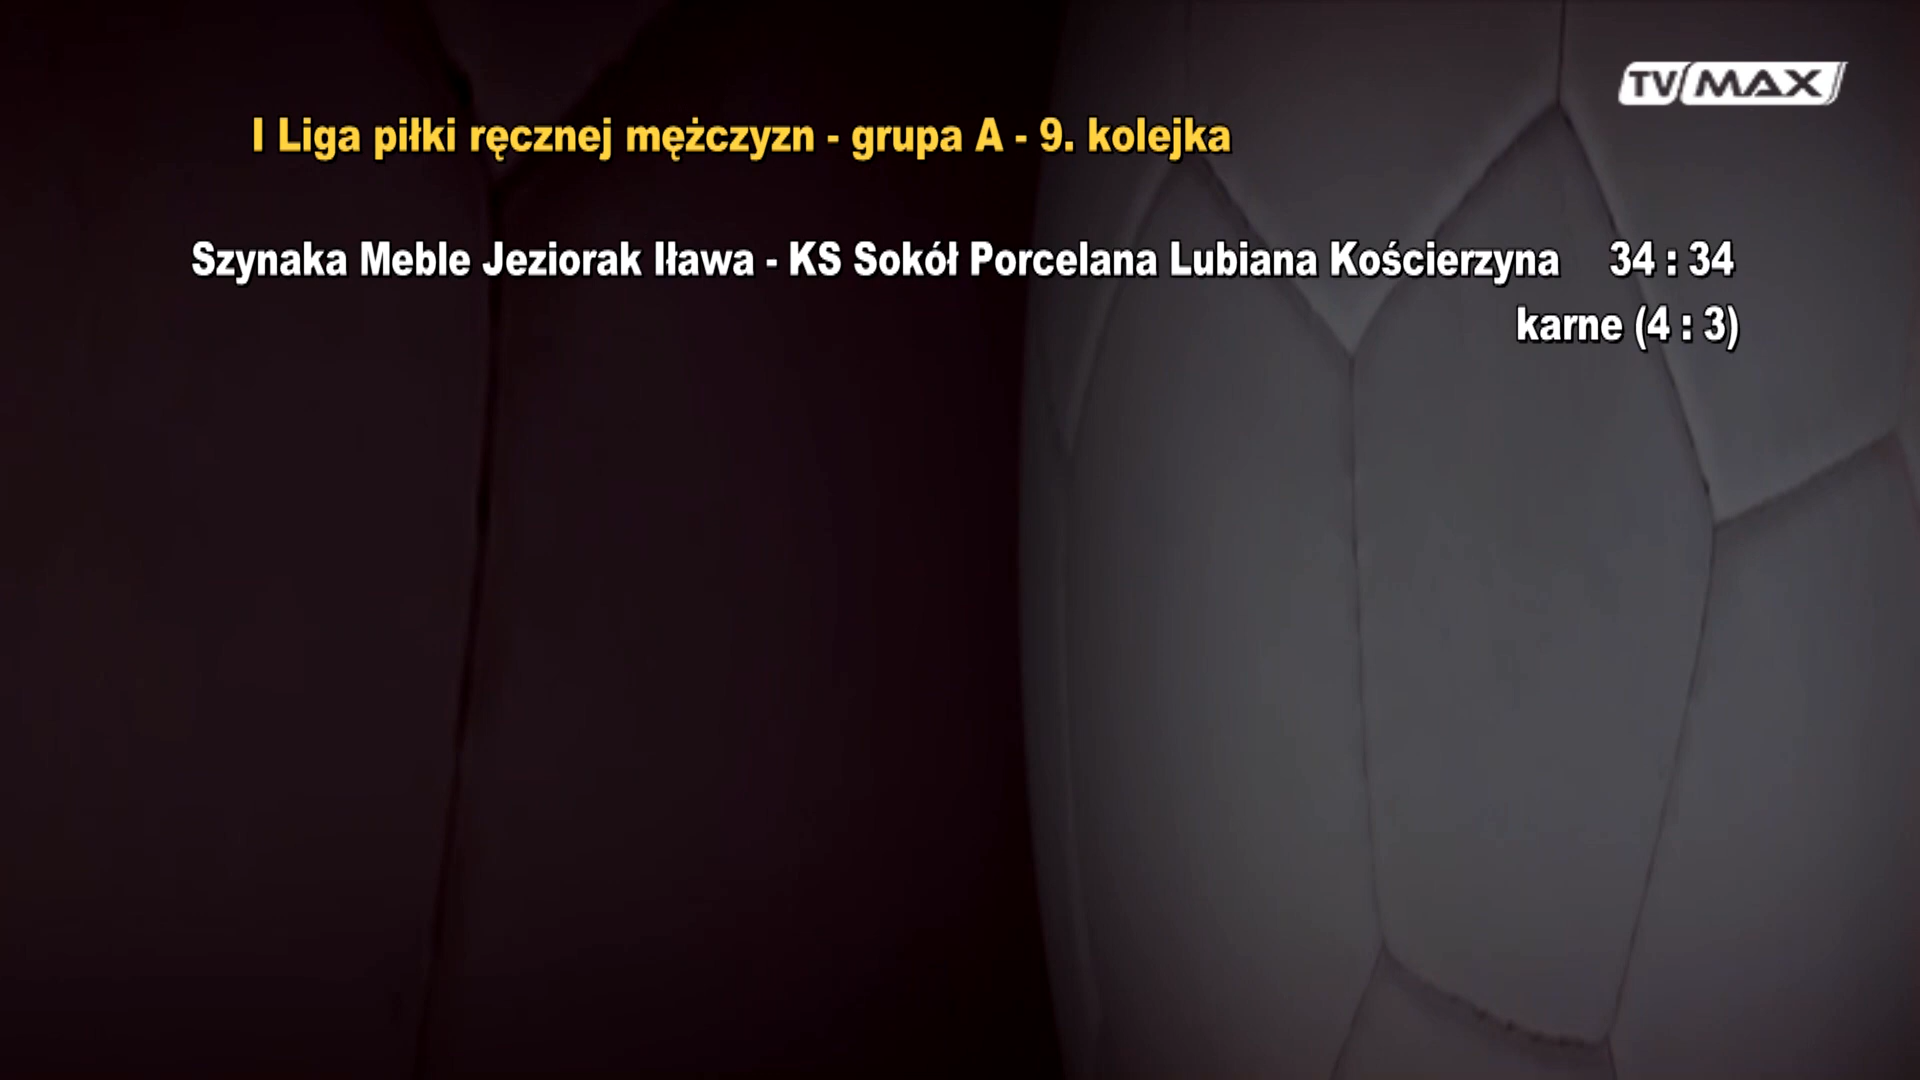 TV MAX
I Liga piłki ręcznej mężczyzn - grupa A - 9. kolejka
Szynaka Meble Jeziorak Iława - KS Sokół Porcelana Lubiana Kościerzyna 34 : 34
karne (4 : 3)